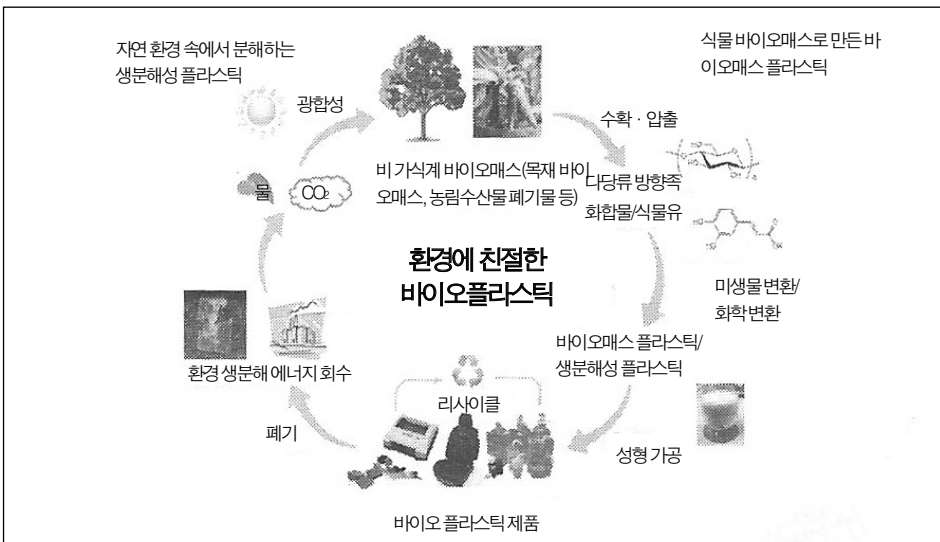 자연 환경 속에서 분해하는
생분해성 플라스틱
식물 바이오매스로 만든 바
이오매스 플라스틱
광합성
수확 · 압출
물
CO₂
비 가식계 바이오매스(목재 바이
오매스, 농림수산물 폐기물 등)
다당류 방향족
화합물/식물유
환경에 친절한
바이오플라스틱
미생물 변환/
화학 변환
바이오매스 플라스틱/
생분해성 플라스틱
환경 생분해 에너지 회수
리사이클
폐기
성형 가공
바이오 플라스틱 제품